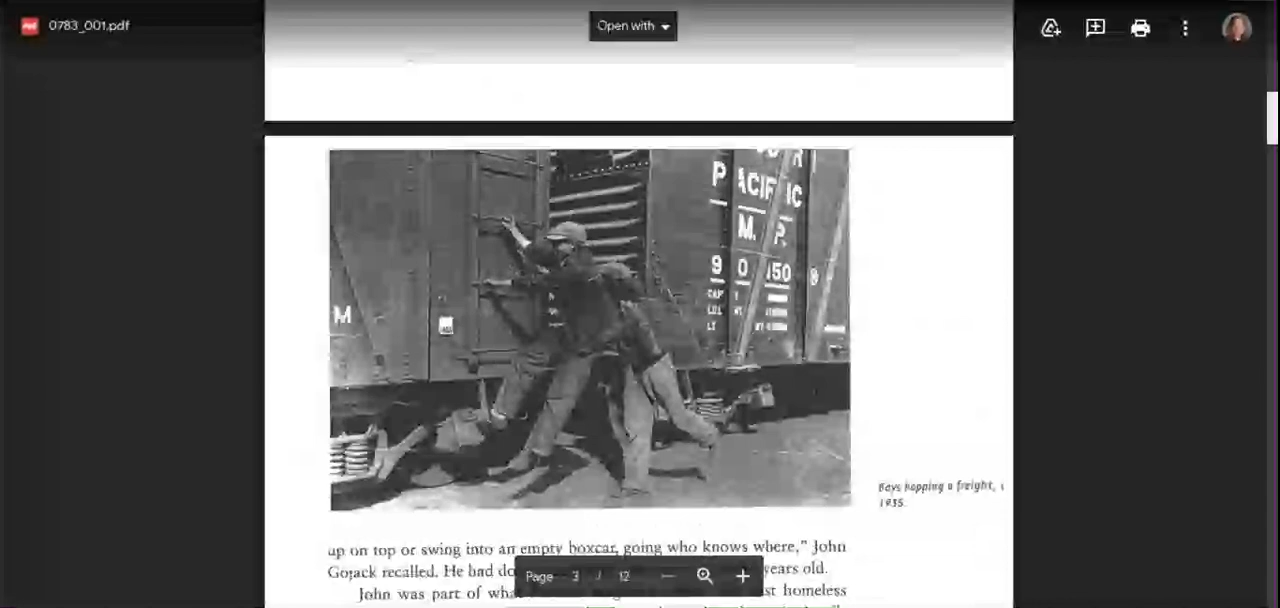 0783_001.pdf
Open with
P ACIFIC
M. P.
9 0 150
M
Boys hopping a freight,
1935.
up on top or swing into an empty boxcar, going who knows where," John
Gojack recalled. He had do years old.
John was part of wha st homeless
Page 3 / 12